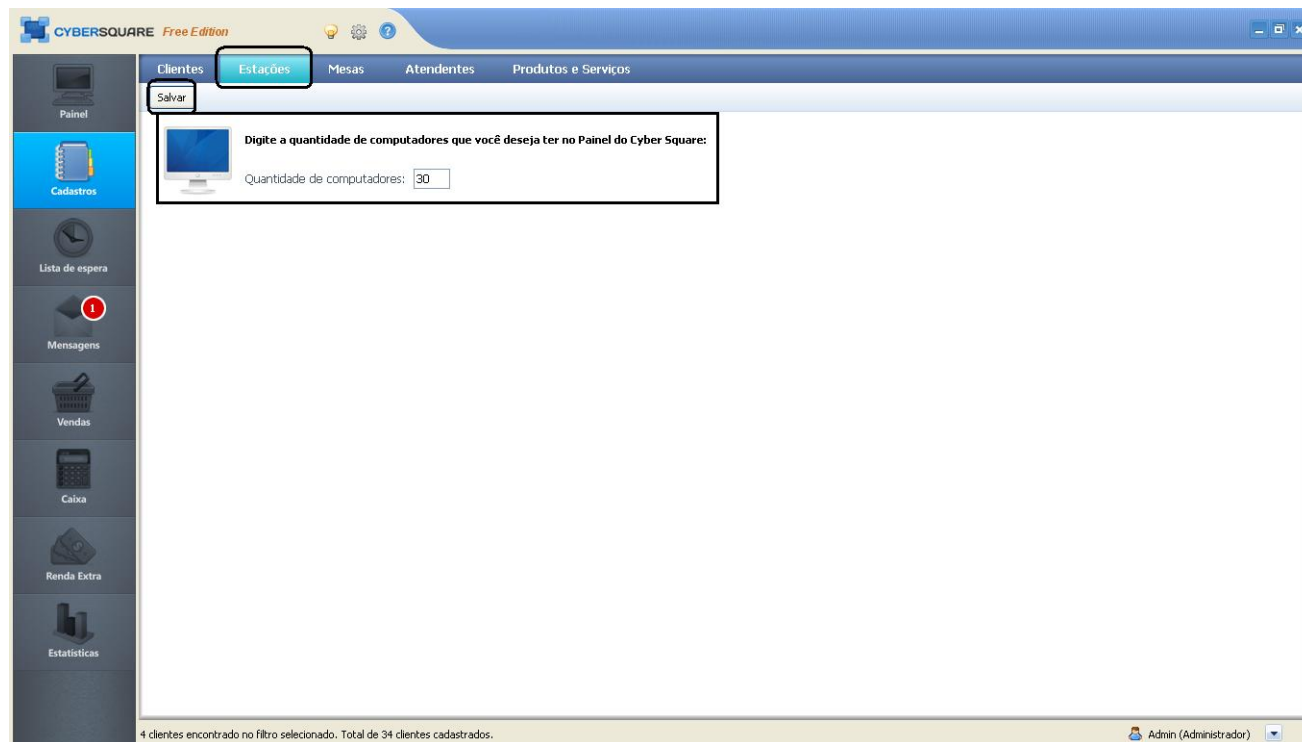 CYBERSQUARE Free Edition
?
Clientes Estações Mesas Atendentes Produtos e Serviços
Salvar
Painel
Digite a quantidade de computadores que você deseja ter no Painel do Cyber Square:
Quantidade de computadores: 30
Cadastros
Lista de espera
1
Mensagens
Vendas
Caixa
Renda Extra
Estatísticas
4 clientes encontrado no filtro selecionado. Total de 34 clientes cadastrados.
Admin (Administrador)